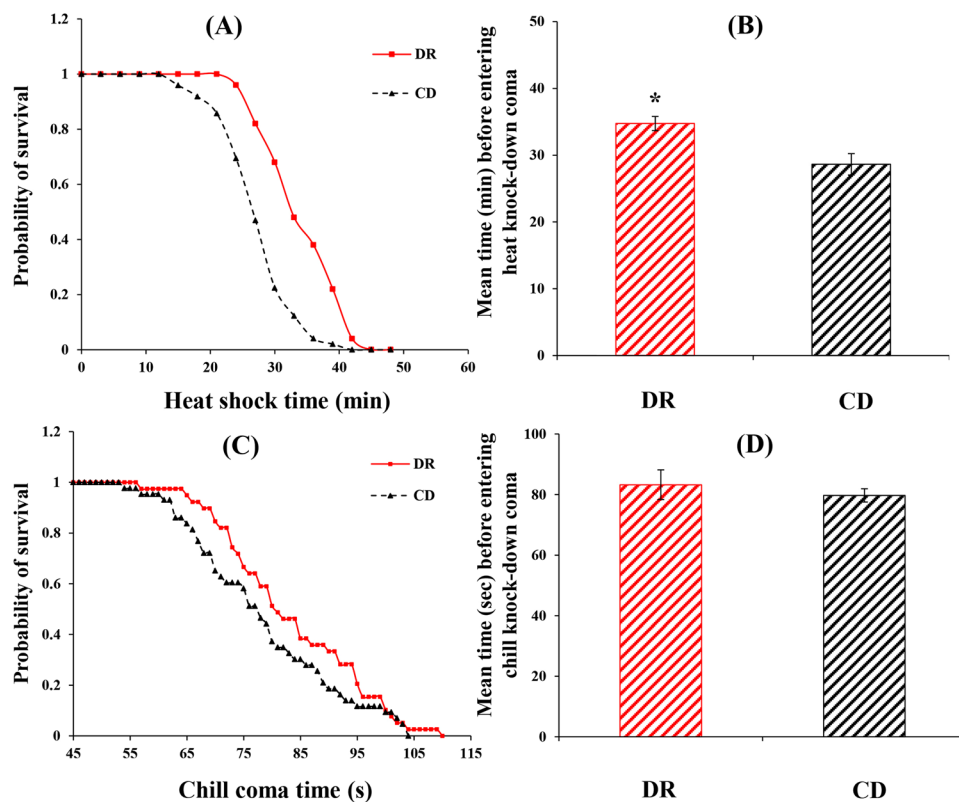 (A)
DR
CD
Probability of survival
1.2
1
0.8
0.6
0.4
0.2
0
0
10
20
30
40
50
60
Heat shock time (min)
(B)
*
Mean time (min) before entering
heat knock-down coma
50
40
30
20
10
0
DR
CD
(C)
DR
CD
Probability of survival
1.2
1
0.8
0.6
0.4
0.2
0
45
55
65
75
85
95
105
115
Chill coma time (s)
(D)
Mean time (sec) before entering
chill knock-down coma
100
80
60
40
20
0
DR
CD